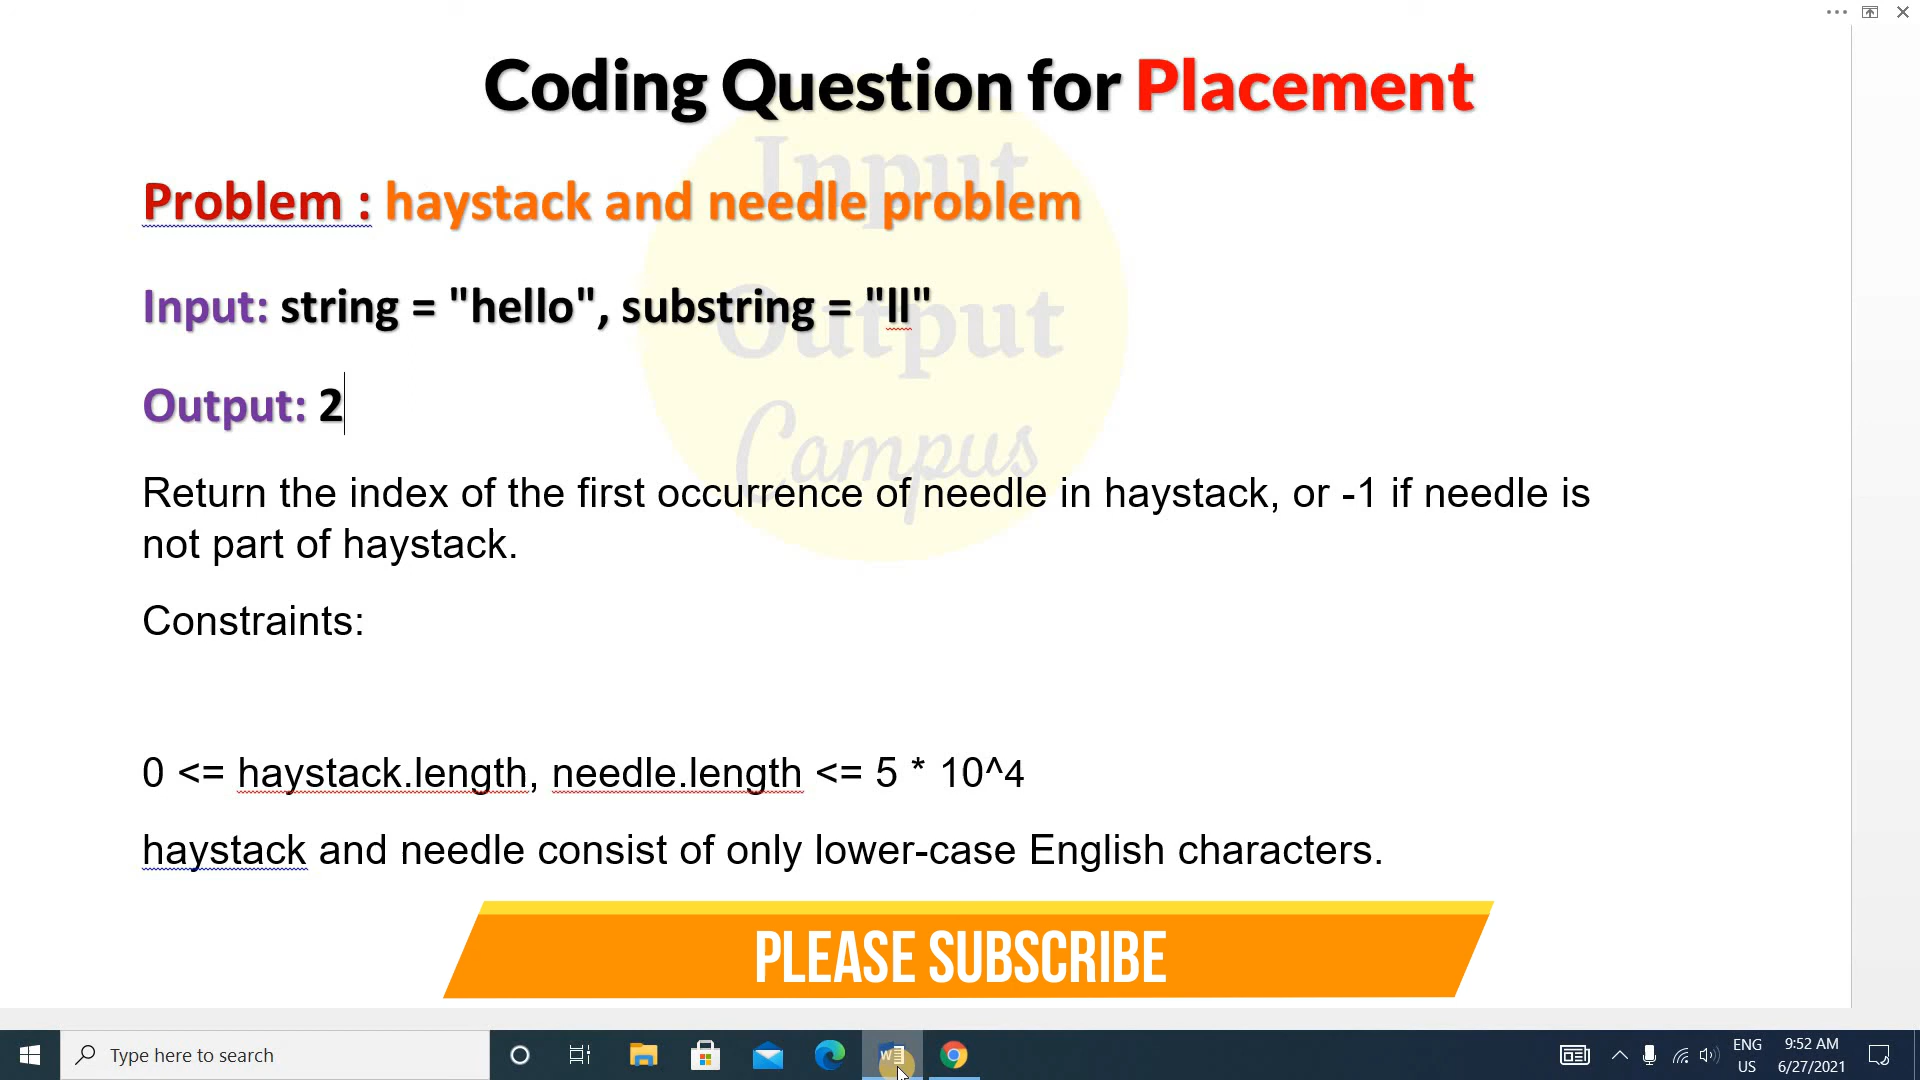 Coding Question for Placement
Input
Problem : haystack and needle problem
Input: string = "hello", substring = "ll"
Output
Output: 2
Campus
Return the index of the first occurrence of needle in haystack, or -1 if needle is
not part of haystack.
Constraints:
0 <= haystack.length, needle.length <= 5 * 10^4
haystack and needle consist of only lower-case English characters.
PLEASE SUBSCRIBE
Type here to search
W
ENG
US
9:52 AM
6/27/2021